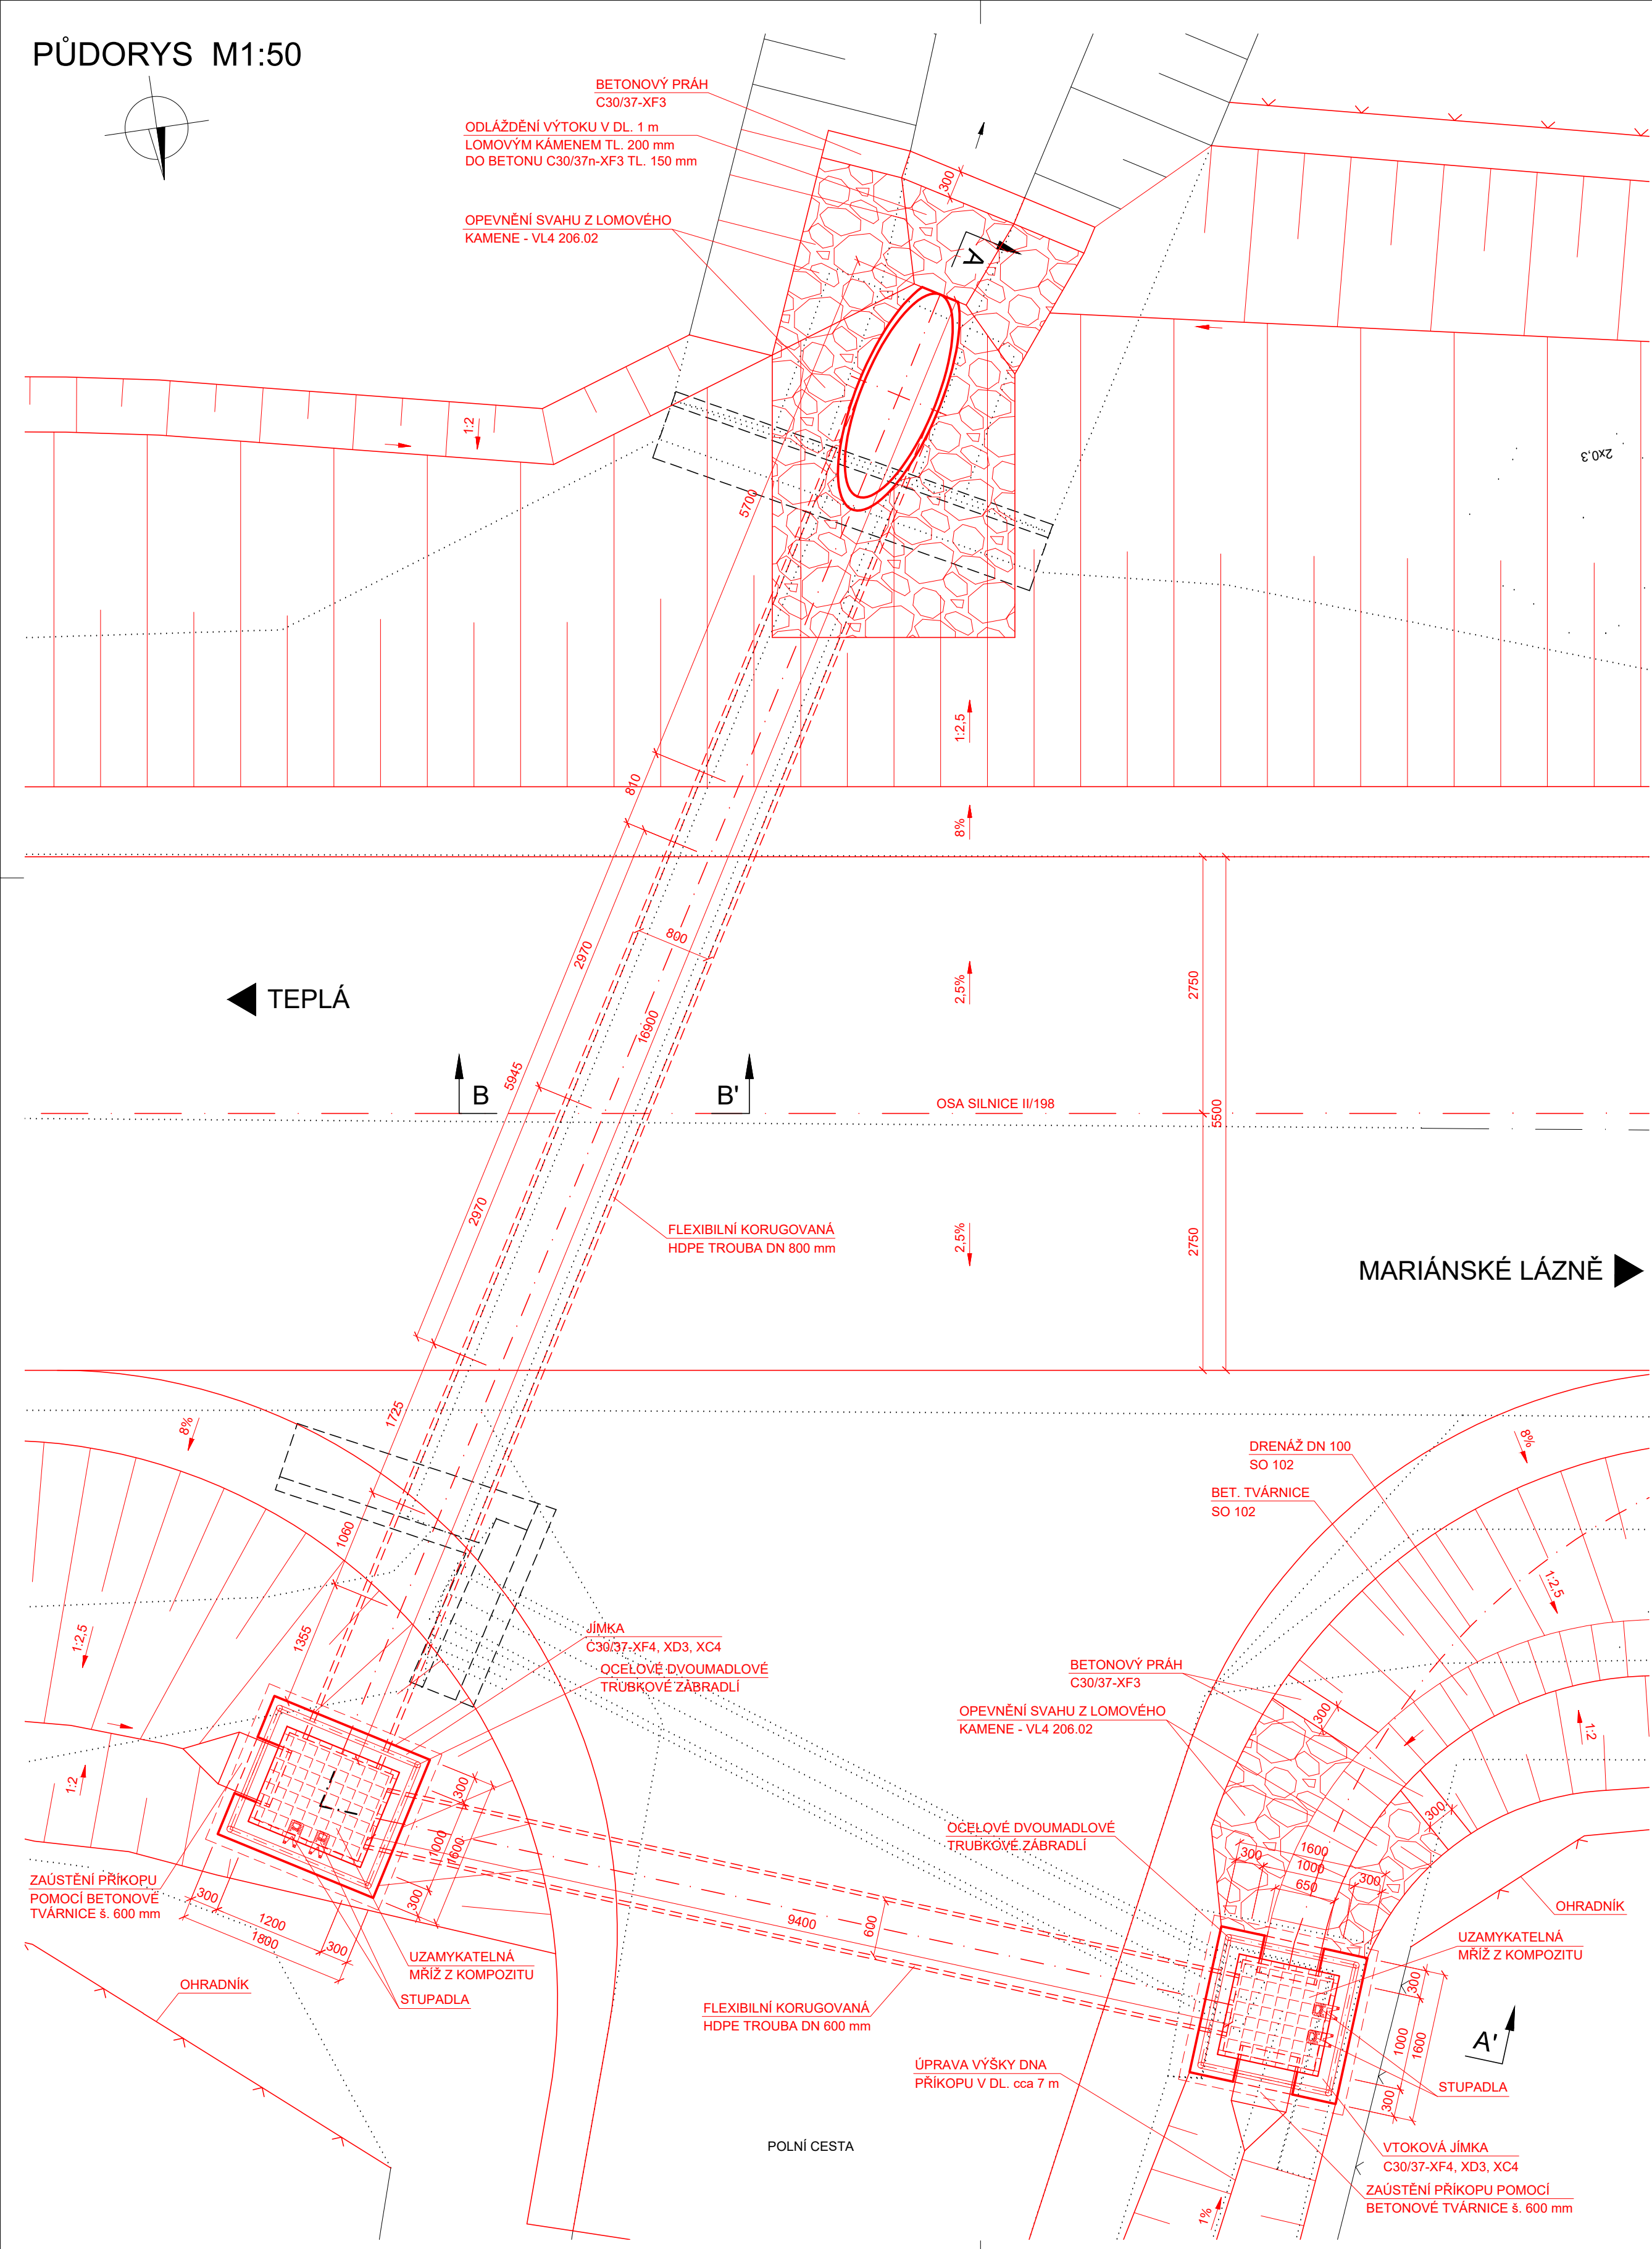 PŮDORYS M1:50
BETONOVÝ PRÁH
C30/37-XF3
ODLÁŽDĚNÍ VÝTOKU V DL. 1 m
LOMOVÝM KÁMENEM TL. 200 mm
DO BETONU C30/37n-XF3 TL. 150 mm
OPEVNĚNÍ SVAHU Z LOMOVÉHO
KAMENE - VL4 206.02
300
A
1:2
2x0,3
5700
1:2,5
810
8%
800
2970
2,5%
2750
TEPLÁ
16900
5945
B
B'
OSA SILNICE II/198
5500
2970
FLEXIBILNÍ KORUGOVANÁ
HDPE TROUBA DN 800 mm
2,5%
2750
MARIÁNSKÉ LÁZNĚ
1725
8%
8%
DRENÁŽ DN 100
SO 102
BET. TVÁRNICE
SO 102
1060
1:2,5
1355
1:2,5
JÍMKA
C30/37-XF4, XD3, XC4
OCELOVÉ DVOUMADLOVÉ
TRUBKOVÉ ZÁBRADLÍ
BETONOVÝ PRÁH
C30/37-XF3
OPEVNĚNÍ SVAHU Z LOMOVÉHO
KAMENE - VL4 206.02
300
1:2
1:2
300
1000
1600
300
300
OCELOVÉ DVOUMADLOVÉ
TRUBKOVÉ ZÁBRADLÍ
1600
300
1000
650
300
ZAÚSTĚNÍ PŘÍKOPU
POMOCÍ BETONOVÉ
TVÁRNICE š. 600 mm
300
1200
1800
300
9400
600
OHRADNÍK
UZAMYKATELNÁ
MŘÍŽ Z KOMPOZITU
UZAMYKATELNÁ
MŘÍŽ Z KOMPOZITU
STUPADLA
OHRADNÍK
FLEXIBILNÍ KORUGOVANÁ
HDPE TROUBA DN 600 mm
300
1000
1600
300
A'
ÚPRAVA VÝŠKY DNA
PŘÍKOPU V DL. cca 7 m
STUPADLA
POLNÍ CESTA
VTOKOVÁ JÍMKA
C30/37-XF4, XD3, XC4
ZAÚSTĚNÍ PŘÍKOPU POMOCÍ
BETONOVÉ TVÁRNICE š. 600 mm
1%